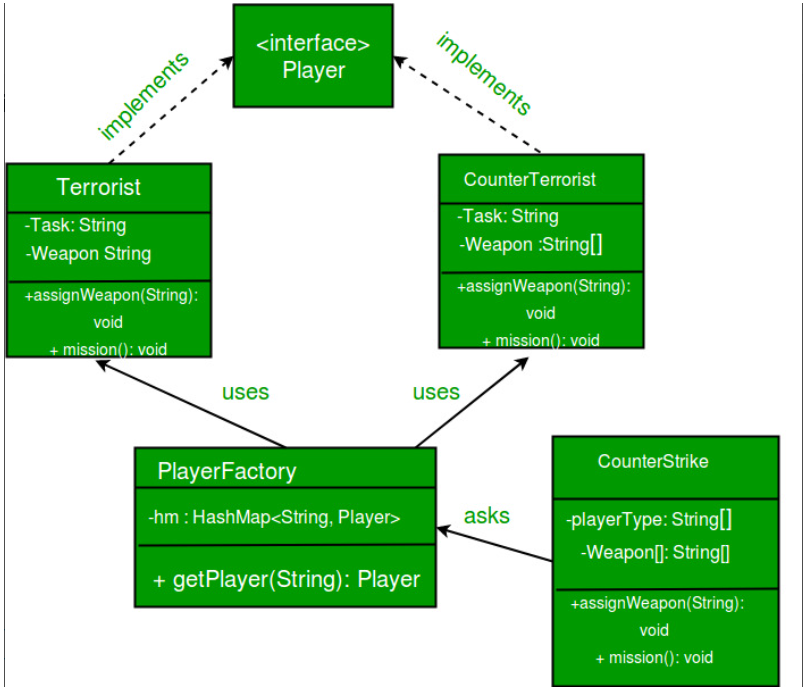 <interface>
Player
implements
implements
Terrorist
-Task: String
-Weapon String
+assignWeapon(String):
void
+ mission(): void
CounterTerrorist
-Task: String
-Weapon :String[]
+assignWeapon(String):
void
+ mission(): void
uses
uses
PlayerFactory
-hm : HashMap<String, Player>
+ getPlayer(String): Player
asks
CounterStrike
-playerType: String[]
-Weapon[]: String[]
+assignWeapon(String):
void
+ mission(): void